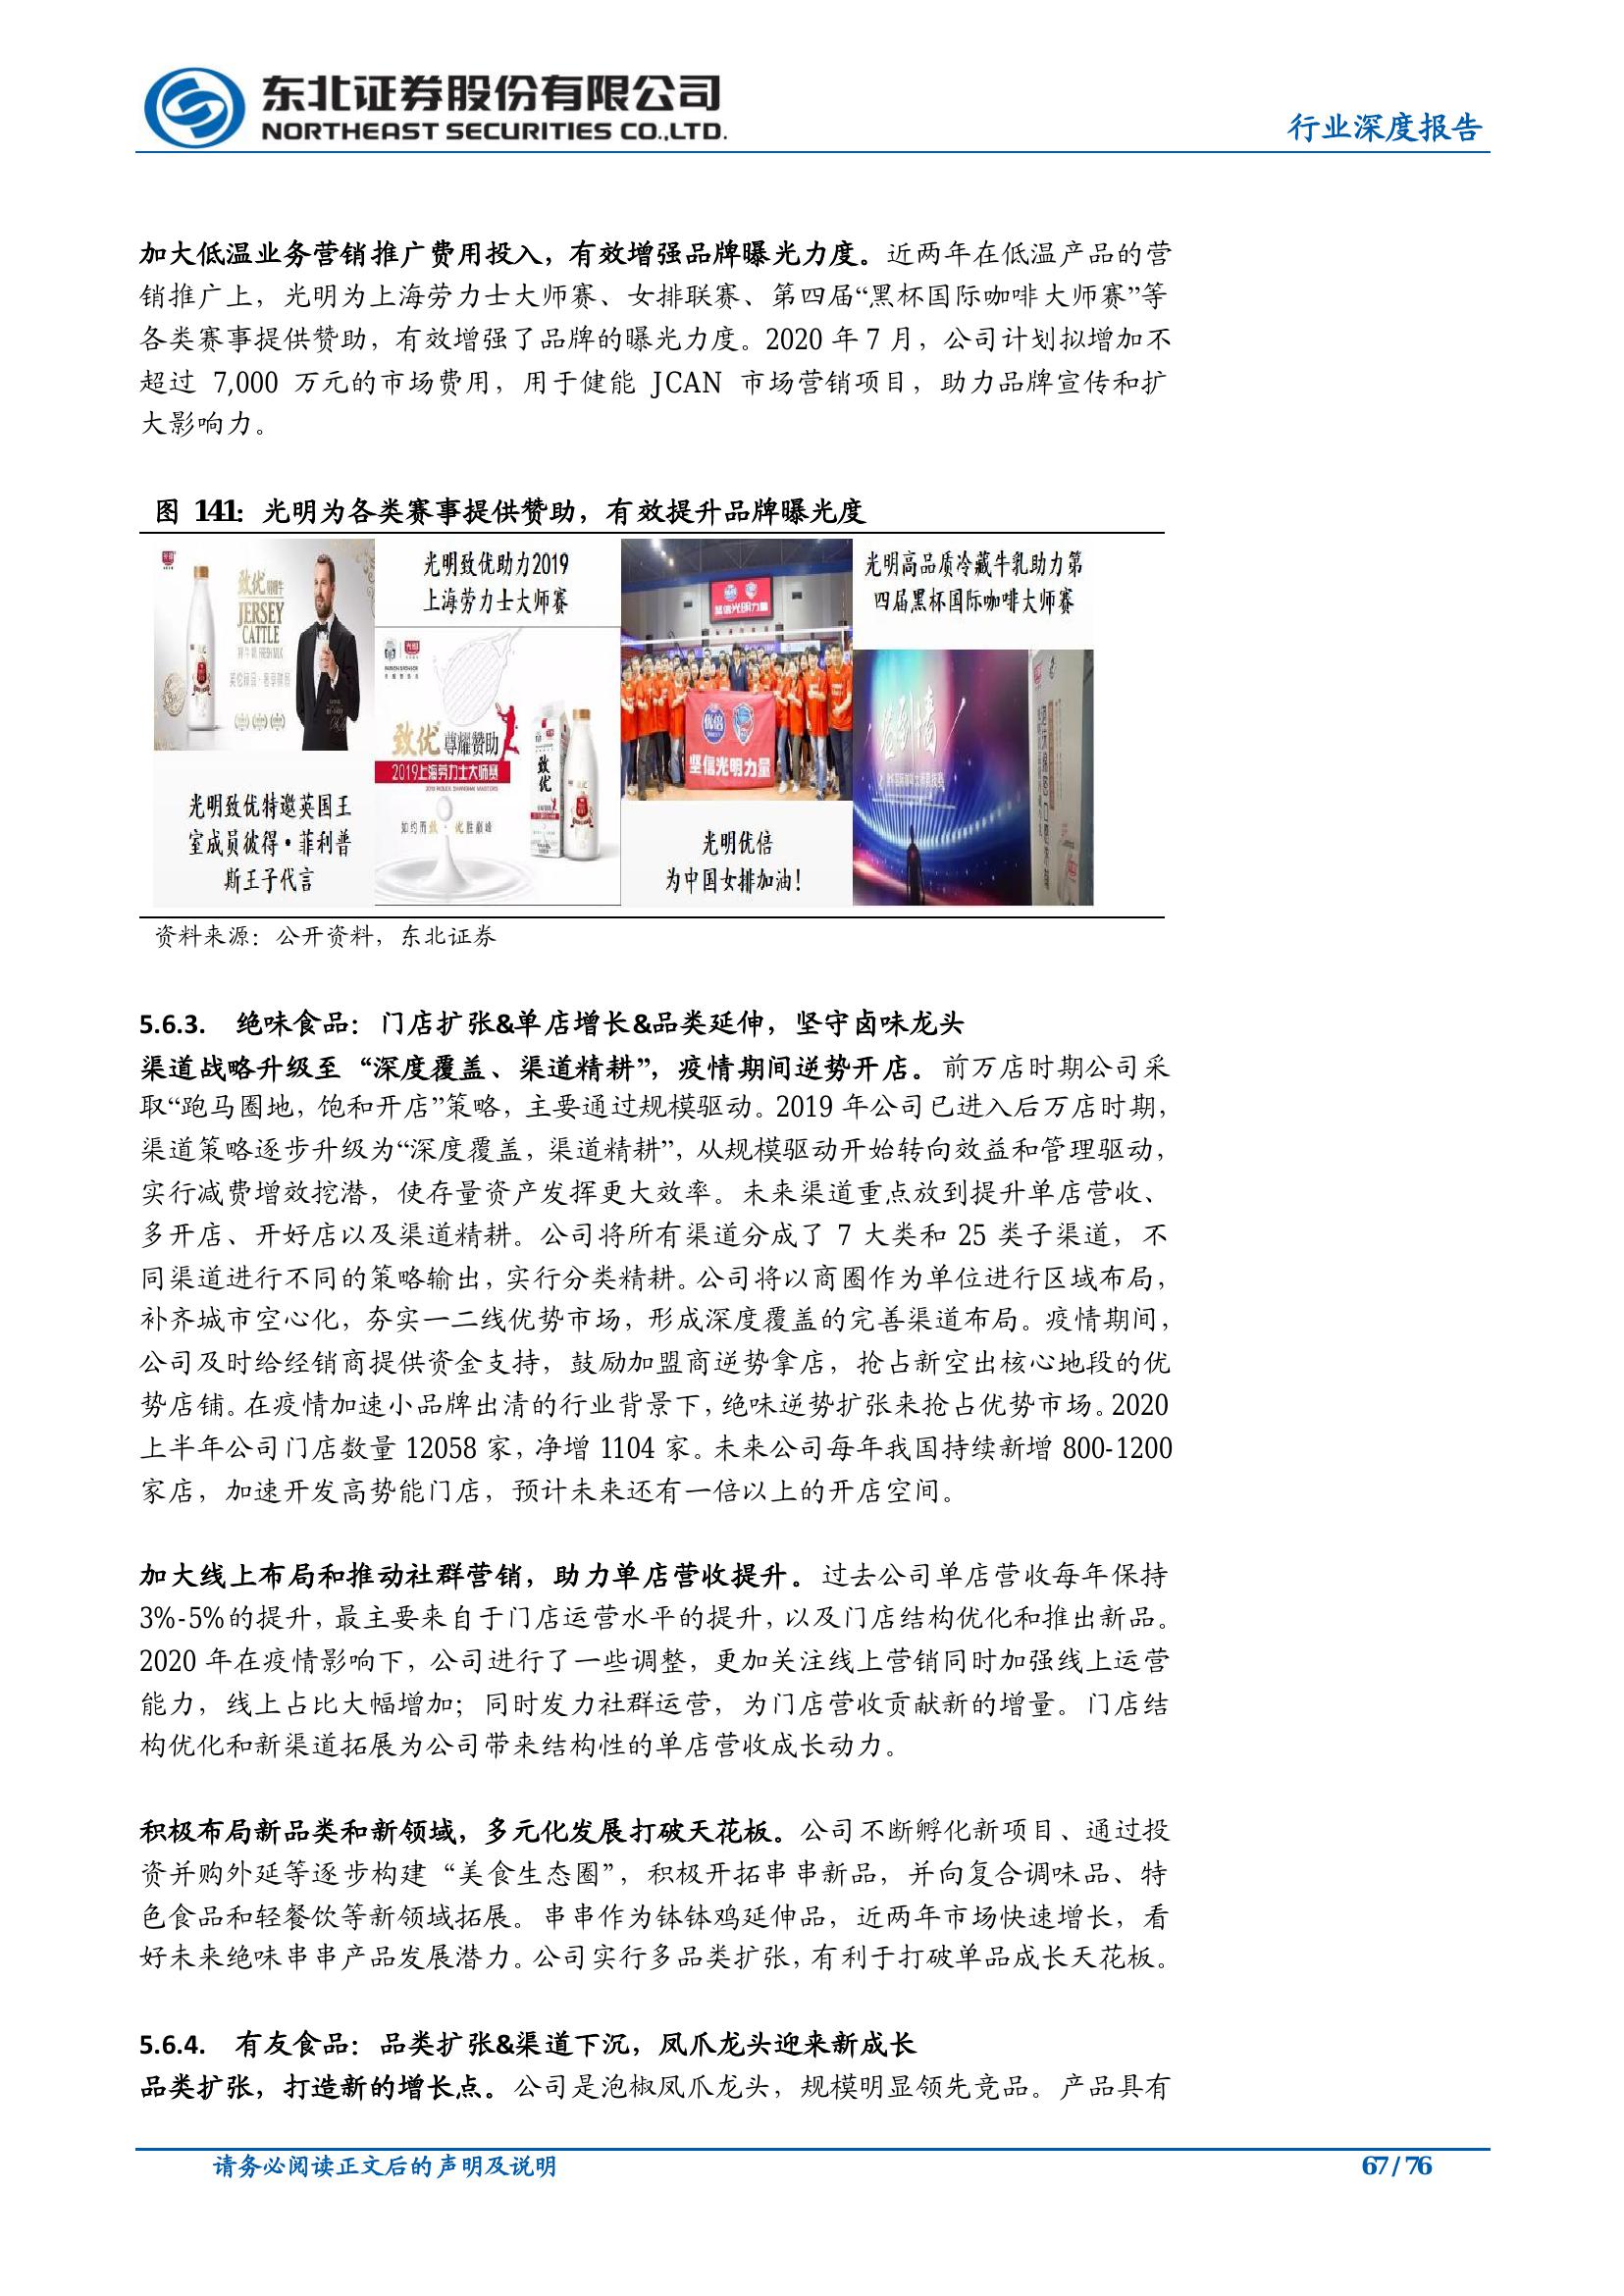 东北证券股份有限公司
NORTHEAST SECURITIES CO.,LTD.
行业深度报告
加大低温业务营销推广费用投入，有效增强品牌曝光力度。近两年在低温产品的营
销推广上，光明为上海劳力士大师赛、女排联赛、第四届“黑杯国际咖啡大师赛”等
各类赛事提供赞助，有效增强了品牌的曝光力度。2020 年 7 月，公司计划拟增加不
超过 7,000 万元的市场费用，用于健能 JCAN 市场营销项目，助力品牌宣传和扩
大影响力。
图 141：光明为各类赛事提供赞助，有效提升品牌曝光度
致优
JERSEY
CATTLE
光明致优特邀英国王
室成员彼得·菲利普
斯王子代言
光明致优助力2019
上海劳力士大师赛
致优 尊耀赞助
2019上海劳力士大师赛
2019 ROLEX SHANGHAI MASTERS
如约而致·优胜巅峰
致优
坚信光明力量
优倍
坚信光明力量
光明优倍
为中国女排加油！
光明高品质冷藏牛乳助力第
四届黑杯国际咖啡大师赛
资料来源：公开资料，东北证券
5.6.3. 绝味食品：门店扩张&单店增长&品类延伸，坚守卤味龙头
渠道战略升级至“深度覆盖、渠道精耕”，疫情期间逆势开店。前万店时期公司采
取“跑马圈地，饱和开店”策略，主要通过规模驱动。2019 年公司已进入后万店时期，
渠道策略逐步升级为“深度覆盖，渠道精耕”，从规模驱动开始转向效益和管理驱动，
实行减费增效挖潜，使存量资产发挥更大效率。未来渠道重点放到提升单店营收、
多开店、开好店以及渠道精耕。公司将所有渠道分成了 7 大类和 25 类子渠道，不
同渠道进行不同的策略输出，实行分类精耕。公司将以商圈作为单位进行区域布局，
补齐城市空心化，夯实一二线优势市场，形成深度覆盖的完善渠道布局。疫情期间，
公司及时给经销商提供资金支持，鼓励加盟商逆势拿店，抢占新空出核心地段的优
势店铺。在疫情加速小品牌出清的行业背景下，绝味逆势扩张来抢占优势市场。2020
上半年公司门店数量 12058 家，净增 1104 家。未来公司每年我国持续新增 800-1200
家店，加速开发高势能门店，预计未来还有一倍以上的开店空间。
加大线上布局和推动社群营销，助力单店营收提升。过去公司单店营收每年保持
3%-5%的提升，最主要来自于门店运营水平的提升，以及门店结构优化和推出新品。
2020 年在疫情影响下，公司进行了一些调整，更加关注线上营销同时加强线上运营
能力，线上占比大幅增加；同时发力社群运营，为门店营收贡献新的增量。门店结
构优化和新渠道拓展为公司带来结构性的单店营收成长动力。
积极布局新品类和新领域，多元化发展打破天花板。公司不断孵化新项目、通过投
资并购外延等逐步构建“美食生态圈”，积极开拓串串新品，并向复合调味品、特
色食品和轻餐饮等新领域拓展。串串作为钵钵鸡延伸品，近两年市场快速增长，看
好未来绝味串串产品发展潜力。公司实行多品类扩张，有利于打破单品成长天花板。
5.6.4. 有友食品：品类扩张&渠道下沉，凤爪龙头迎来新成长
品类扩张，打造新的增长点。公司是泡椒凤爪龙头，规模明显领先竞品。产品具有
请务必阅读正文后的声明及说明
67 / 76